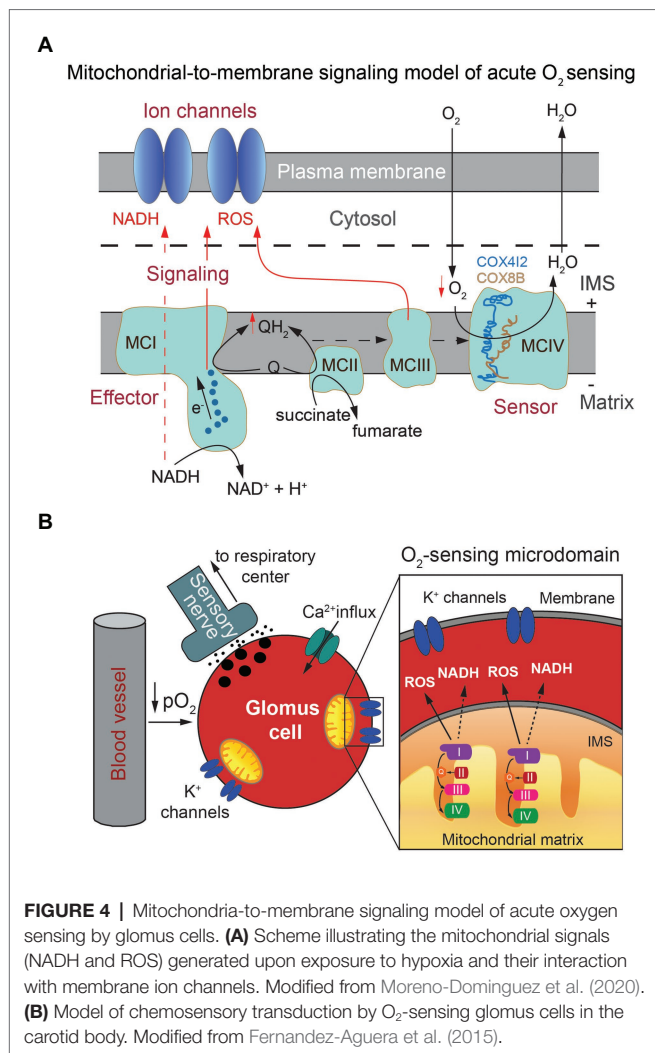 A
Mitochondrial-to-membrane signaling model of acute O₂ sensing
Ion channels
O₂
H₂O
Plasma membrane
NADH
ROS
Cytosol
Signaling
O₂
H₂O
COX4I2
COX8B
IMS
+
MCI
QH₂
Q
MCII
MCIII
MCIV
-
Matrix
Effector
e⁻
succinate
fumarate
Sensor
NADH
NAD⁺ + H⁺
B
to respiratory
center
O₂-sensing microdomain
Sensory
nerve
Ca²⁺influx
K⁺ channels
Membrane
Blood vessel
pO₂
Glomus
cell
ROS
NADH
ROS
NADH
IMS
K⁺
channels
I
Q
II
III
IV
I
Q
II
III
IV
Mitochondrial matrix
FIGURE 4 | Mitochondria-to-membrane signaling model of acute oxygen
sensing by glomus cells. (A) Scheme illustrating the mitochondrial signals
(NADH and ROS) generated upon exposure to hypoxia and their interaction
with membrane ion channels. Modified from Moreno-Dominguez et al. (2020).
(B) Model of chemosensory transduction by O₂-sensing glomus cells in the
carotid body. Modified from Fernandez-Aguera et al. (2015).